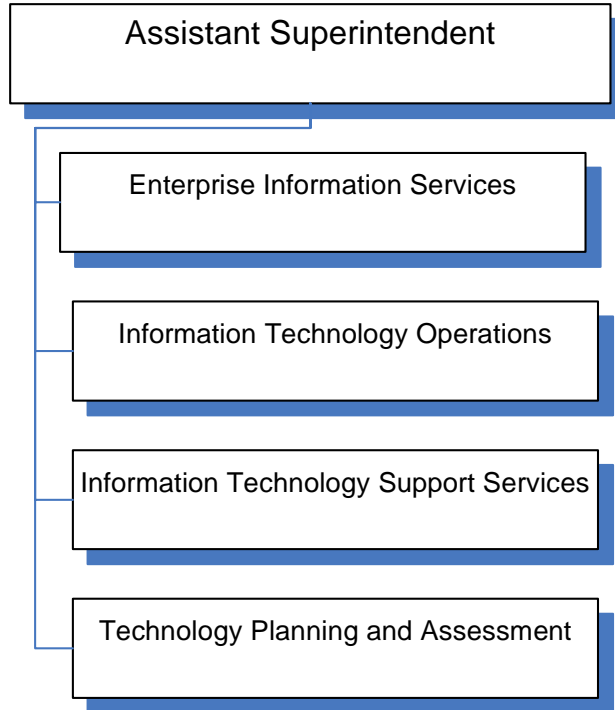 Assistant Superintendent
Enterprise Information Services
Information Technology Operations
Information Technology Support Services
Technology Planning and Assessment